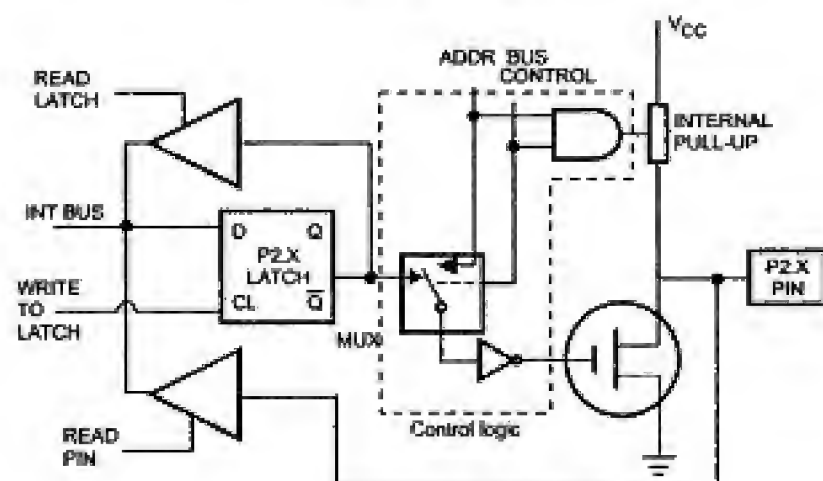 VCC
ADDR BUS
CONTROL
READ
LATCH
INTERNAL
PULL-UP
INT BUS
D Q
P2.X
LATCH
CL Q
WRITE
TO
LATCH
MUX
P2.X
PIN
READ
PIN
Control logic